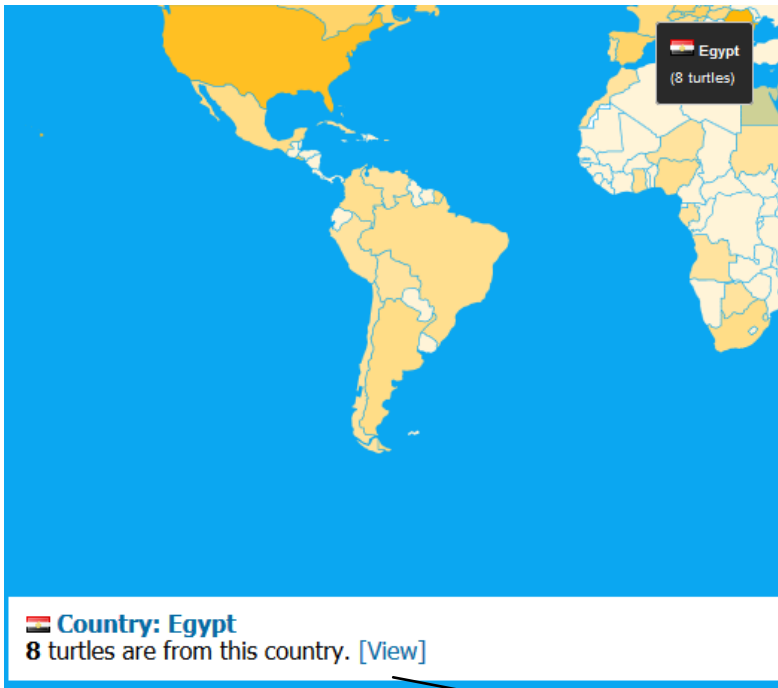 Egypt
(8 turtles)
Country: Egypt
8 turtles are from this country. [View]